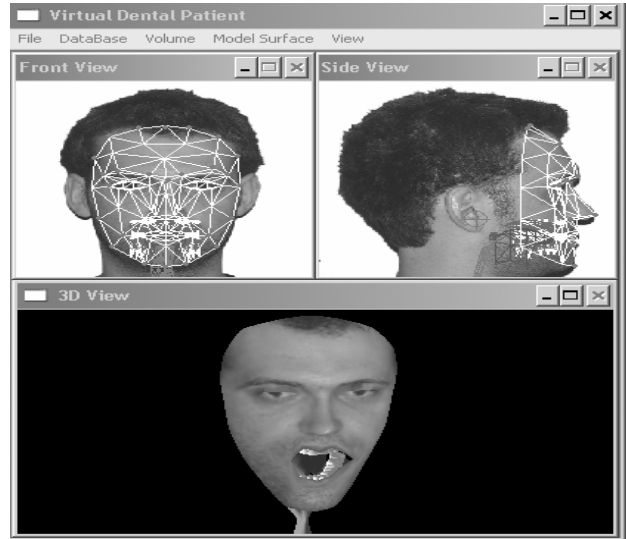 Virtual Dental Patient
File DataBase Volume Model Surface View
Front View
Side View
3D View